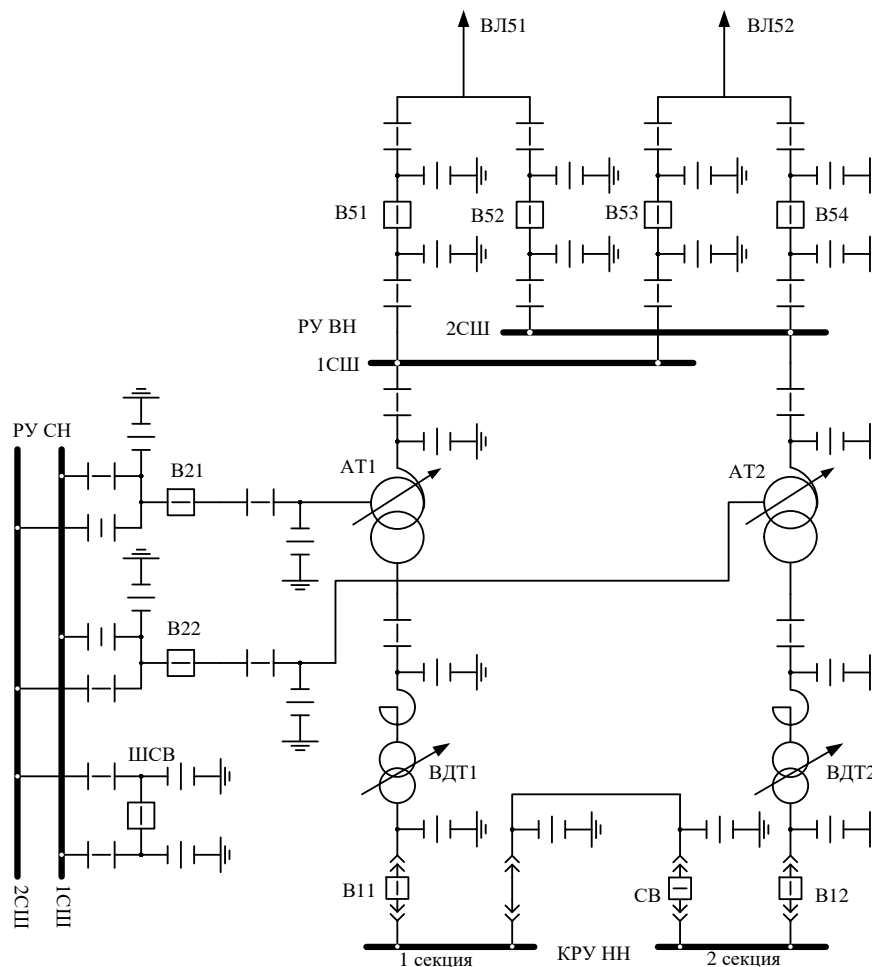 ВЛ51
ВЛ52
В51
В52
В53
В54
РУ ВН
2СШ
1СШ
РУ СН
В21
АТ1
АТ2
В22
ШСВ
ВДТ1
ВДТ2
2СШ
1СШ
В11
СВ
В12
1 секция
КРУ НН
2 секция